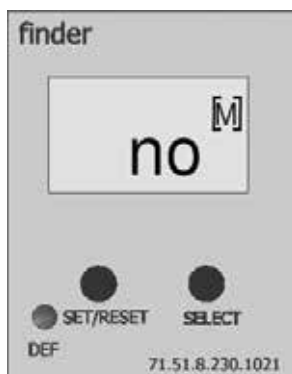 finder
[M]
no
SET/RESET SELECT
DEF
71.51.8.230.1021